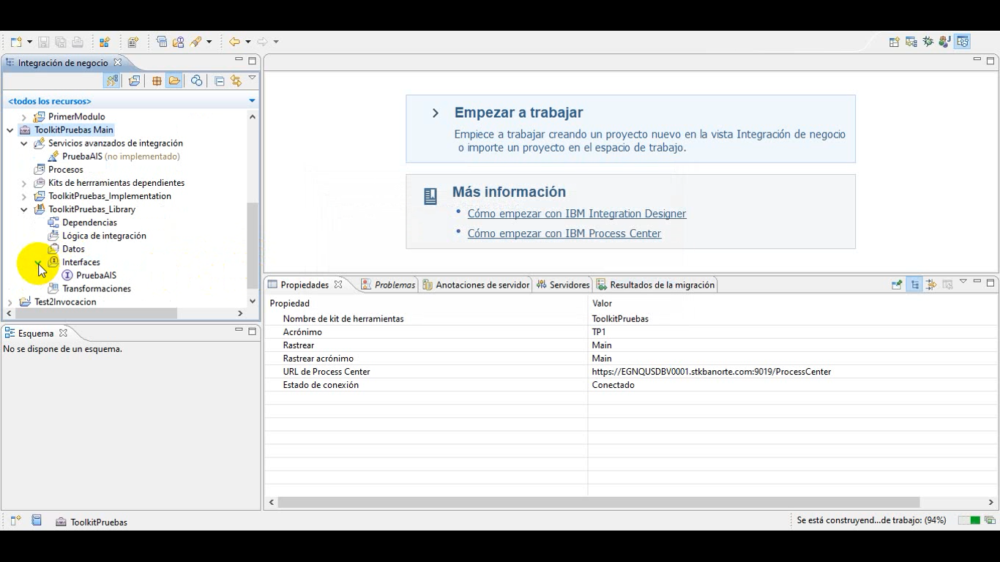 Integración de negocio
<todos los recursos>
PrimerModulo
ToolkitPruebas Main
Servicios avanzados de integración
PruebaAIS (no implementado)
Procesos
Kits de herrramientas dependientes
ToolkitPruebas_Implementation
ToolkitPruebas_Library
Dependencias
Lógica de integración
Datos
Interfaces
PruebaAIS
Transformaciones
Test2Invocacion
Esquema
No se dispone de un esquema.
Empezar a trabajar
Empiece a trabajar creando un proyecto nuevo en la vista Integración de negocio
o importe un proyecto en el espacio de trabajo.
Más información
Cómo empezar con IBM Integration Designer
Cómo empezar con IBM Process Center
Propiedades Problemas Anotaciones de servidor Servidores Resultados de la migración
Propiedad Valor
Nombre de kit de herramientas ToolkitPruebas
Acrónimo TP1
Rastrear Main
Rastrear acrónimo Main
URL de Process Center https://EGNQUSDBV0001.stkbanorte.com:9019/ProcessCenter
Estado de conexión Conectado
ToolkitPruebas
Se está construyend...de trabajo: (94%)